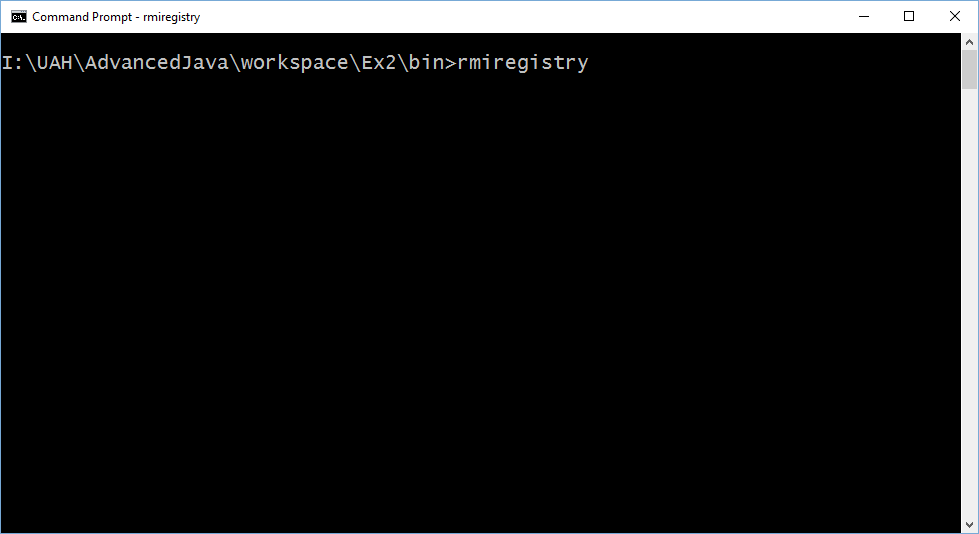 Command Prompt - rmiregistry
I:\UAH\AdvancedJava\workspace\Ex2\bin>rmiregistry